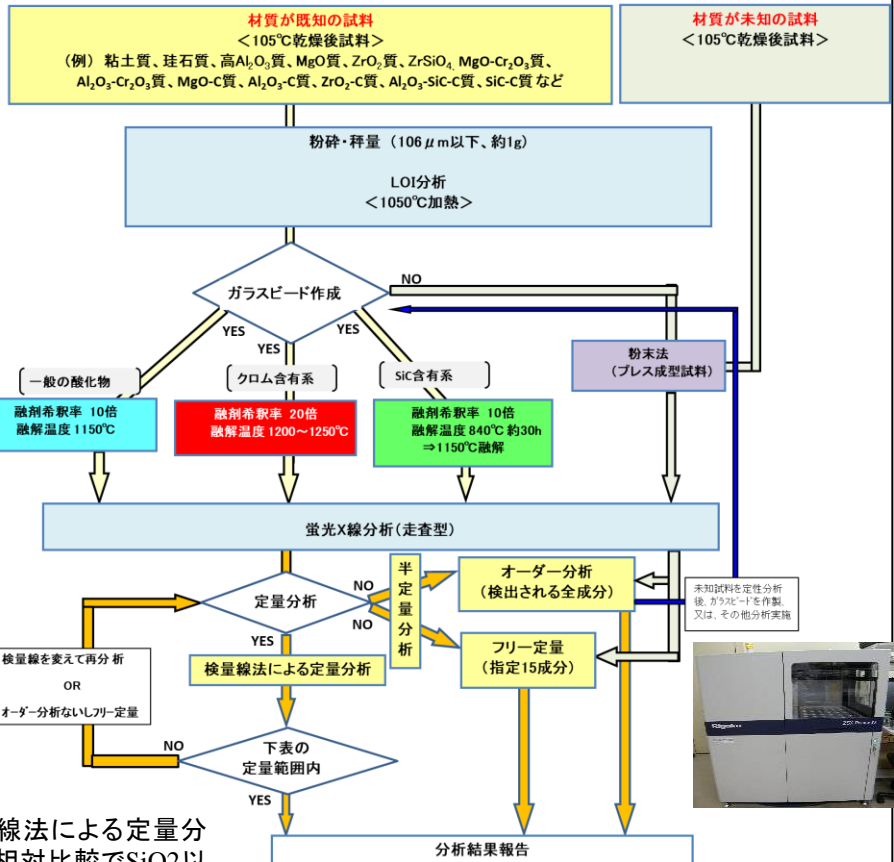 材質が既知の試料
＜105℃乾燥後試料＞
（例） 粘土質、珪石質、高Al₂O₃質、MgO質、ZrO₂質、ZrSiO₄、MgO-Cr₂O₃質、
Al₂O₃-Cr₂O₃質、MgO-C質、Al₂O₃-C質、ZrO₂-C質、Al₂O₃-SiC-C質、SiC-C質 など
材質が未知の試料
＜105℃乾燥後試料＞
粉砕・秤量（106μm以下、約1g）
LOI分析
＜1050℃加熱＞
ガラスビード作成
NO
YES
YES
YES
一般の酸化物
クロム含有系
SiC含有系
粉末法
（プレス成型試料）
融剤希釈率 10倍
融解温度 1150℃
融剤希釈率 20倍
融解温度 1200～1250℃
融剤希釈率 10倍
融解温度 840℃ 約30h
⇒1150℃融解
蛍光X線分析(走査型)
定量分析
NO
NO
YES
半定量分析
オーダー分析
（検出される全成分）
フリー定量
（指定15成分）
未知試料を定性分析
後、ガラスビードを作製、
又は、その他分析実施
検量線法による定量分析
検量線を変えて再分析
OR
オーダー分析ないしフリー定量
NO
下表の
定量範囲内
YES
Rigaku
分析結果報告
線法による定量分
相対比較でSiO2以